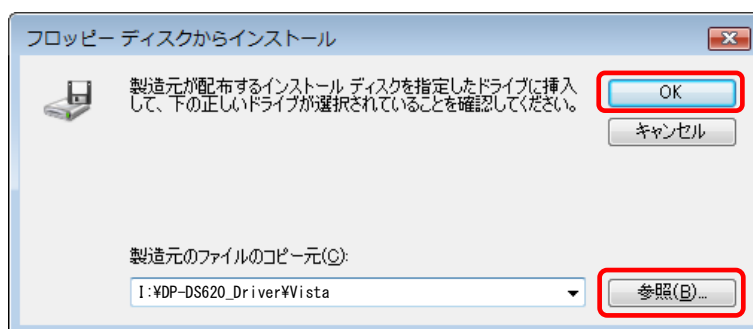 フロッピー ディスクからインストール
製造元が配布するインストール ディスクを指定したドライブに挿入
して、下の正しいドライブが選択されていることを確認してください。
OK
キャンセル
製造元のファイルのコピー元(C):
I:¥DP-DS620_Driver¥Vista
参照(B)...